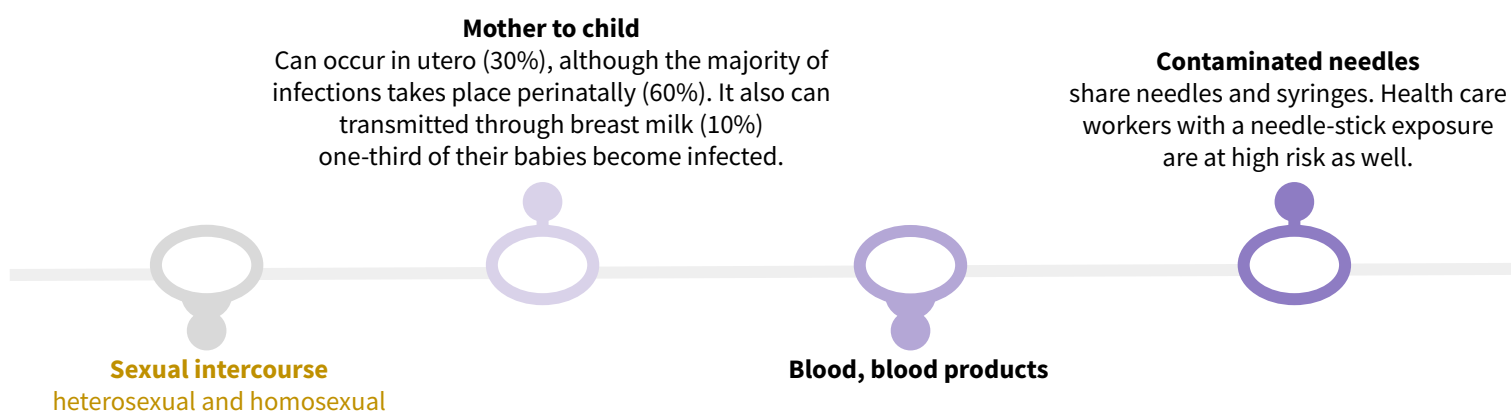 Mother to child
Can occur in utero (30%), although the majority of
infections takes place perinatally (60%). It also can
transmitted through breast milk (10%)
one-third of their babies become infected.
Contaminated needles
share needles and syringes. Health care
workers with a needle-stick exposure
are at high risk as well.
Sexual intercourse
heterosexual and homosexual
Blood, blood products